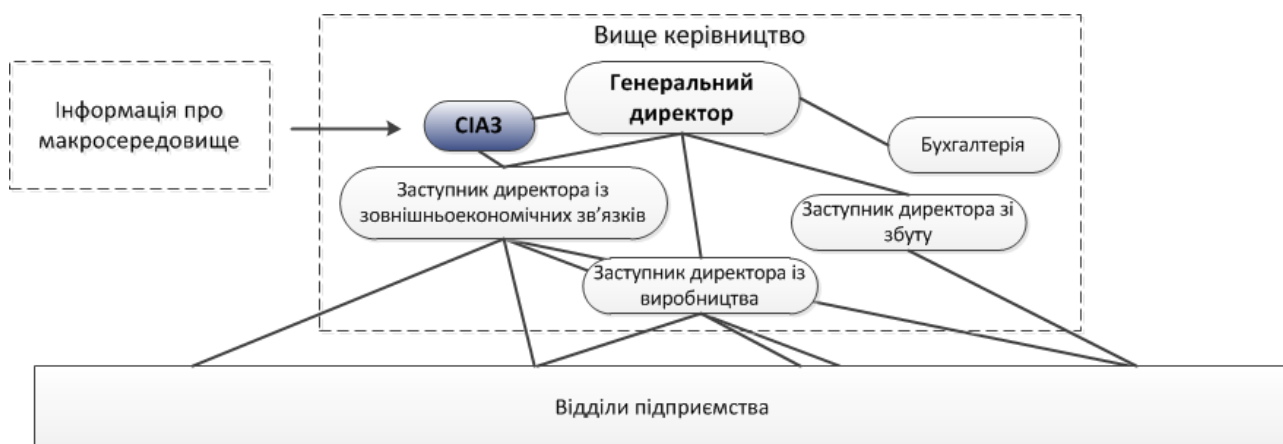 Вище керівництво
Генеральний
директор
Інформація про
макросередовище
СІАЗ
Бухгалтерія
Заступник директора із
зовнішньоекономічних зв’язків
Заступник директора зі
збуту
Заступник директора із
виробництва
Відділи підприємства